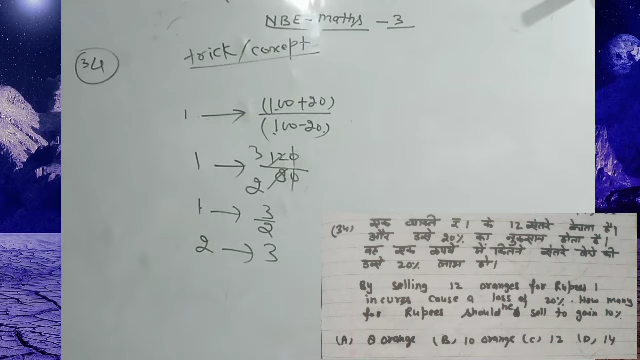 NBE - maths - 3
34
trick / concept
1 → (100+20) / (100-20)
1 → 3 120 / 2 80
1 → 3/2
2 → 3
(34) एक व्यक्ति रू 1 के 12 संतरे बेचता है।
और उसे 20% का नुकसान होता है।
वह एक रूपये में कितने संतरे बेचे की
उसे 20% लाभ हो।
By selling 12 oranges for Rupees 1
incurs cause a loss of 20%. How many
for Rupees should he sell to gain 10%
(A) 8 orange (B) 10 orange (C) 12 (D) 14